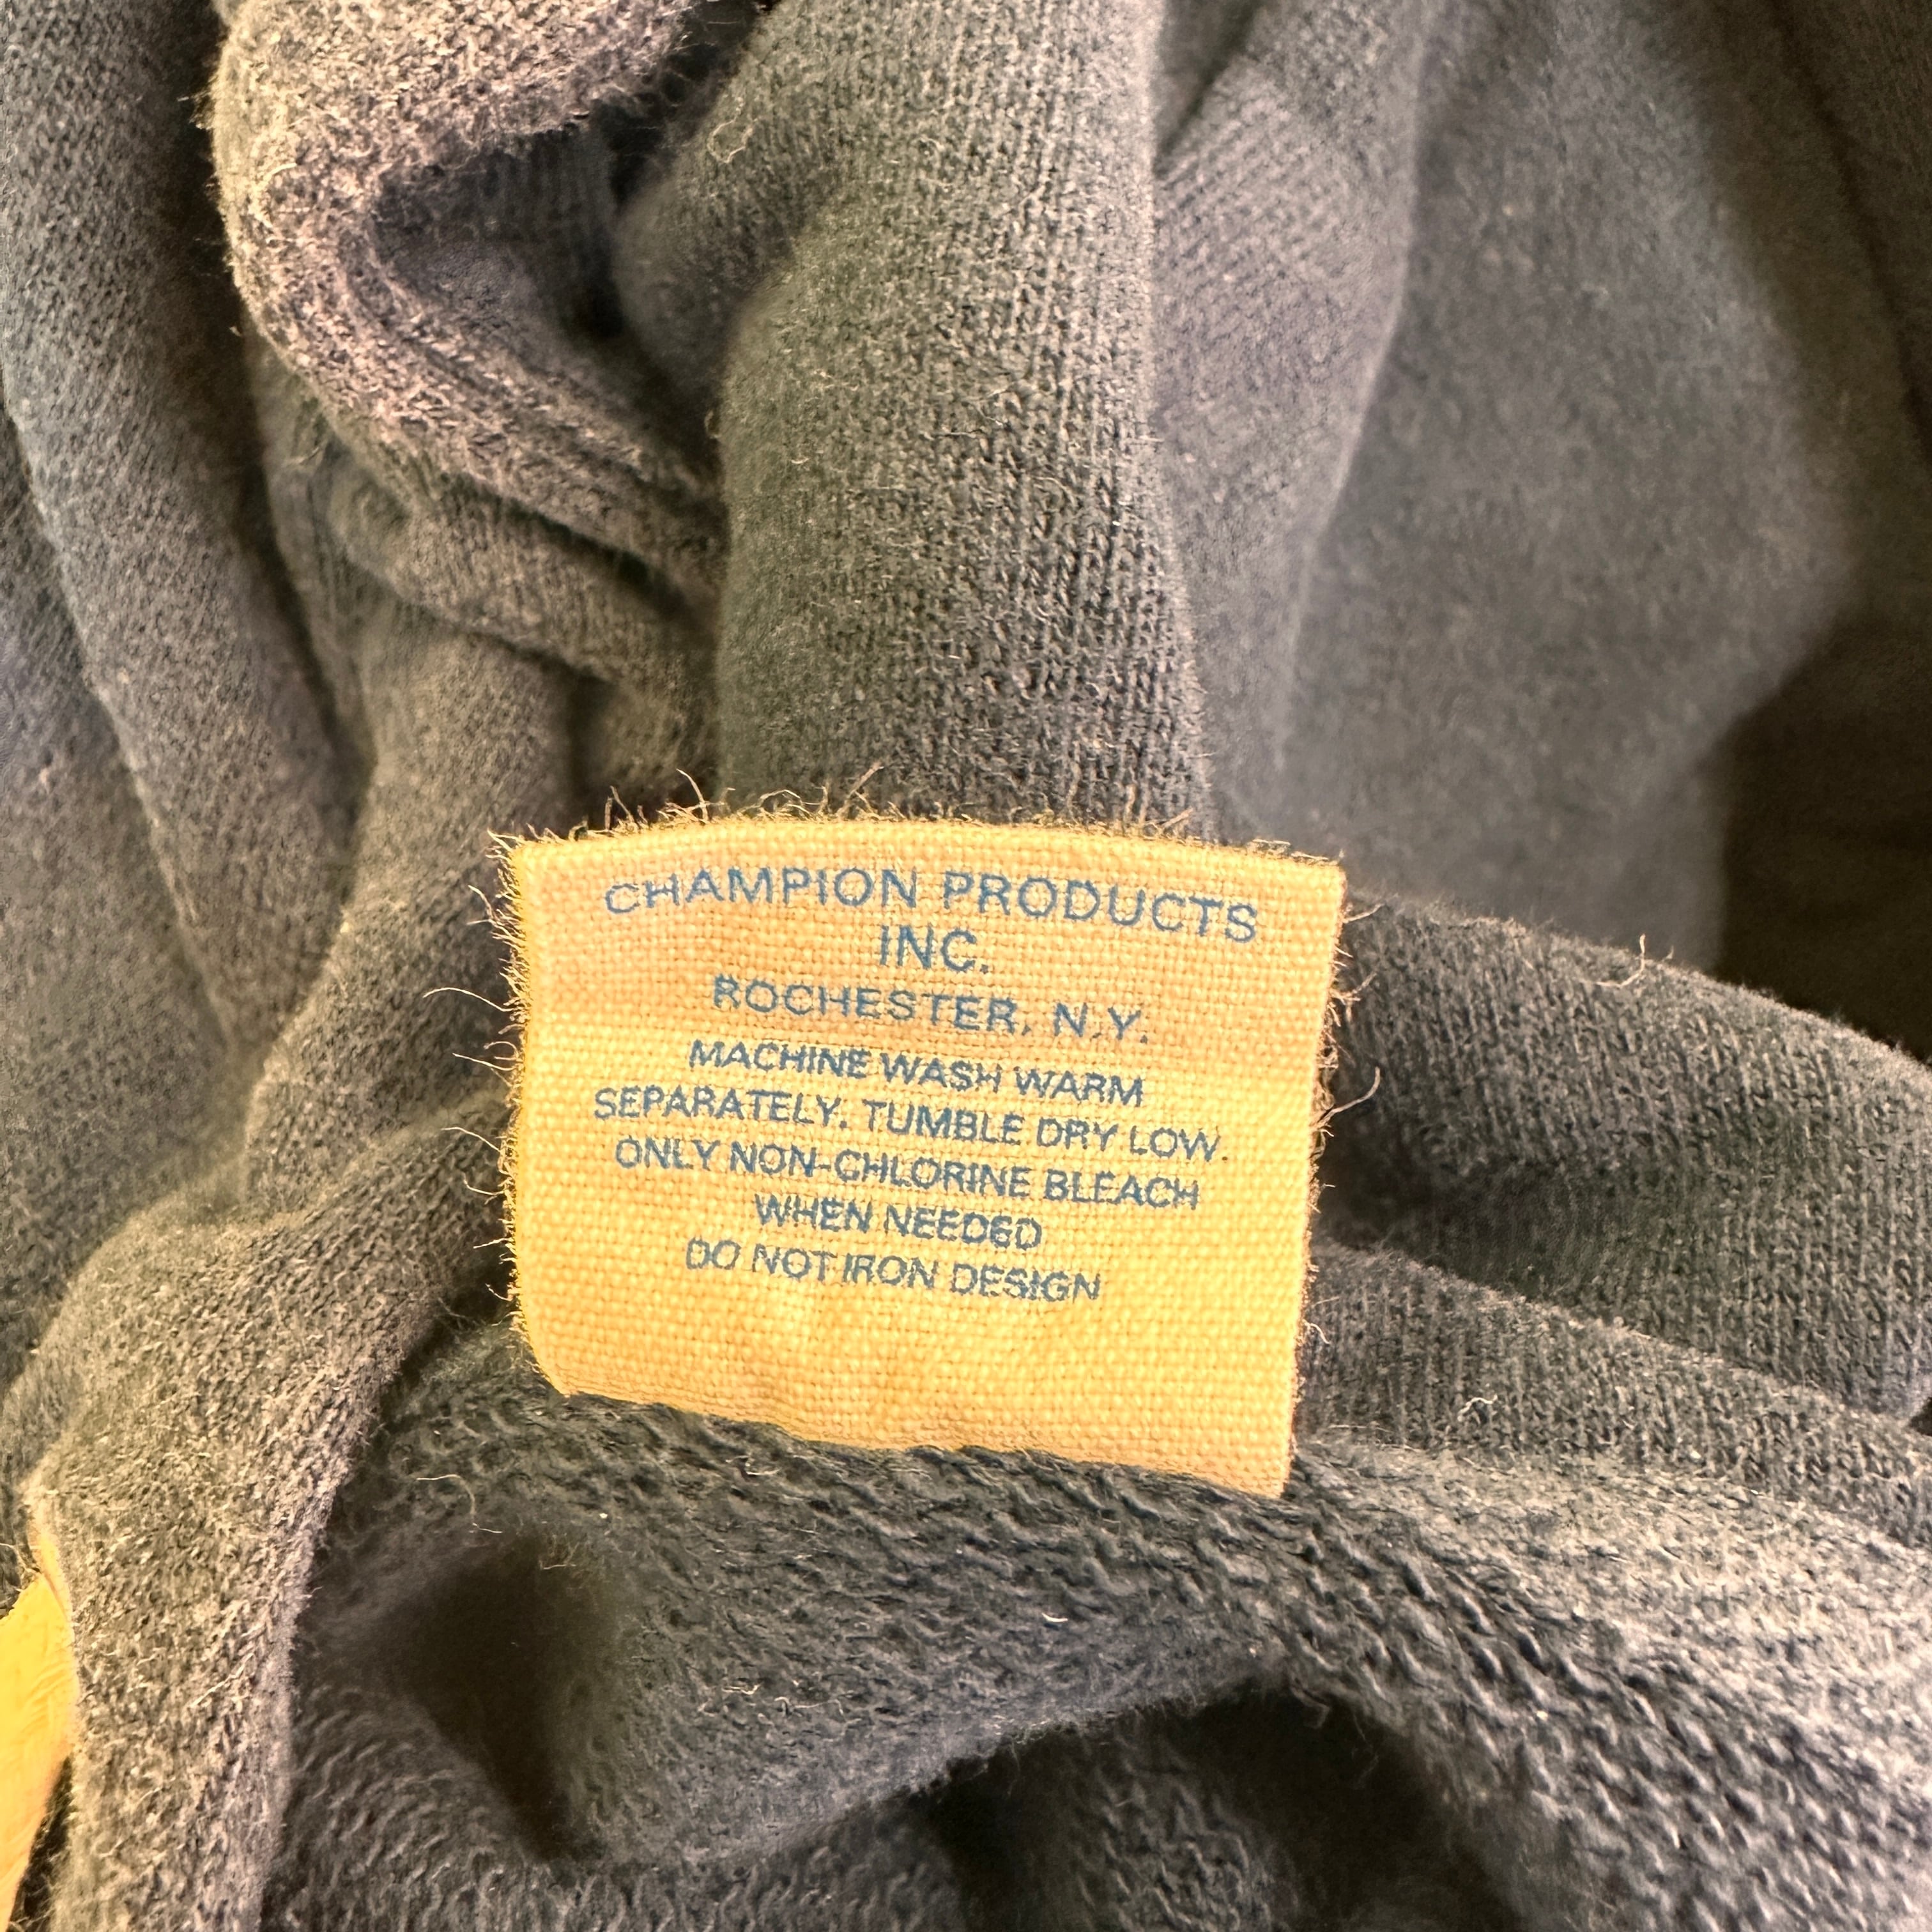 CHAMPION PRODUCTS
INC.
ROCHESTER, N.Y.
MACHINE WASH WARM
SEPARATELY. TUMBLE DRY LOW.
ONLY NON-CHLORINE BLEACH
WHEN NEEDED
DO NOT IRON DESIGN